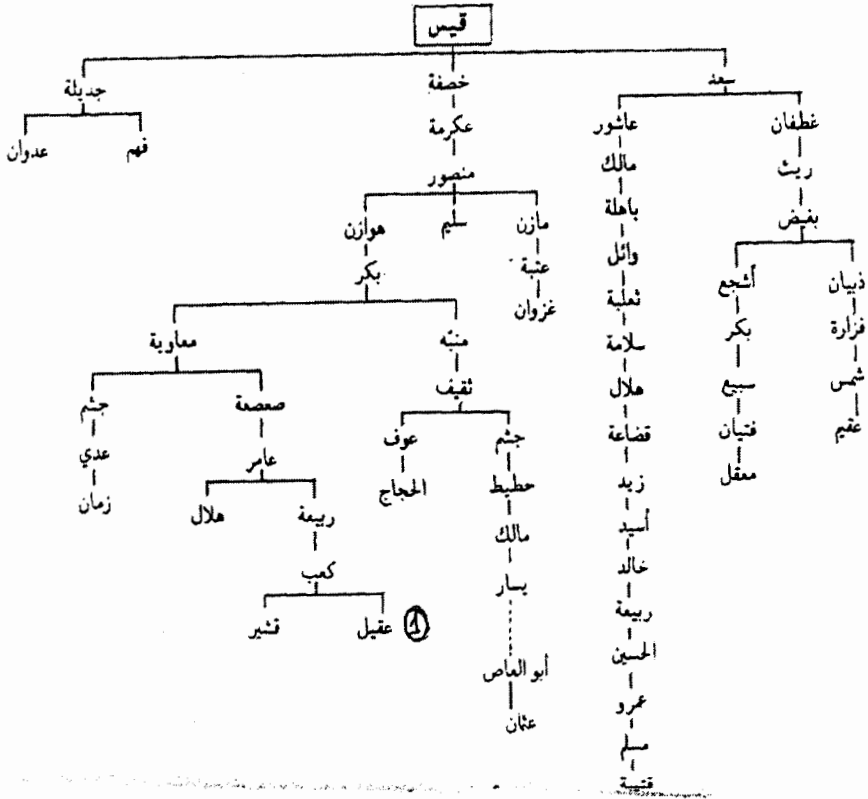 قيس
سعد
خصفة
جديلة
غطفان
عاشور
عكرمة
فهم
عدوان
ريث
مالك
منصور
بغيض
باهلة
مازن
سليم
هوازن
وائل
عتبة
بكر
ذبيان
أشجع
ثعلبة
غزوان
فزارة
بكر
سلامة
منبّه
معاوية
شمس
سبيع
هلال
ثقيف
صعصعة
جشم
عقيم
فتيان
قضاعة
جشم
عوف
عامر
عدي
معقل
زيد
حطيط
الحجاج
ربيعة
هلال
زمان
أسيد
مالك
خالد
كعب
يسار
ربيعة
عقيل 1
قشير
الحسين
أبو العاص
عمرو
عثمان
مسلم
قتيبة